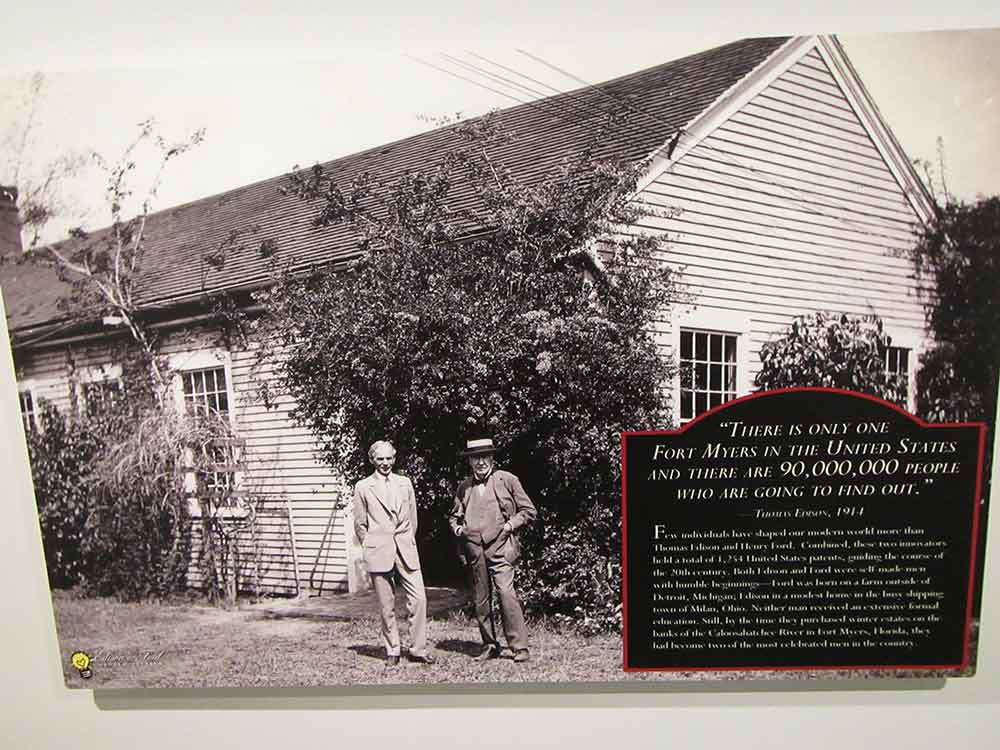 “There is only one
Fort Myers in the United States
and there are 90,000,000 people
who are going to find out.”
—Thomas Edison, 1914
Few individuals have shaped our modern world more than
Thomas Edison and Henry Ford. Combined, these two innovators
held a total of 1,254 United States patents, guiding the course of
the 20th century. Both Edison and Ford were self-made men
with humble beginnings—Ford was born on a farm outside of
Detroit, Michigan; Edison in a modest home in the busy shipping
town of Milan, Ohio. Neither man received an extensive formal
education. Still, by the time they purchased winter estates on the
banks of the Caloosahatchee River in Fort Myers, Florida, they
had become two of the most celebrated men in the country.